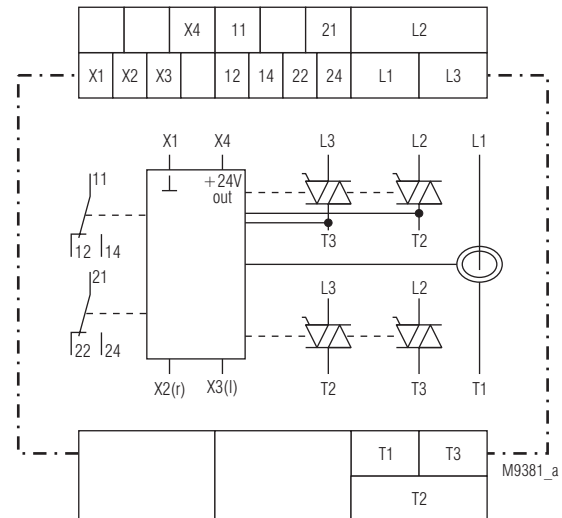 X4 11 21 L2
X1 X2 X3 12 14 22 24 L1 L3
X1 X4 L3 L2 L1
11 +24V
out
12 14 T3 T2
21
L3 L2
22 24
X2(r) X3(l) T2 T3 T1
T1 T3
M9381_a
T2